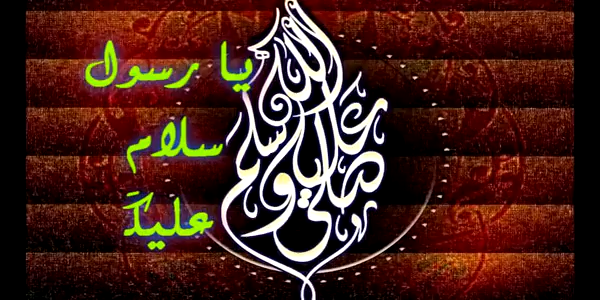 يا رسول
سلام
عليكَ
صلى الله عليه وسلم